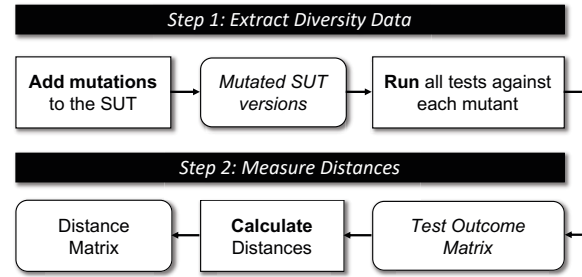 Step 1: Extract Diversity Data
Add mutations
to the SUT
Mutated SUT
versions
Run all tests against
each mutant
Step 2: Measure Distances
Distance
Matrix
Calculate
Distances
Test Outcome
Matrix